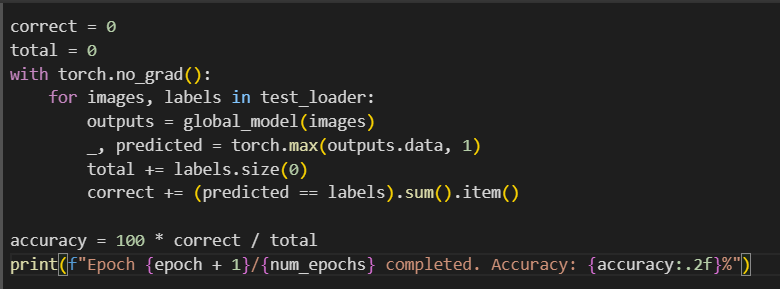 correct = 0
total = 0
with torch.no_grad():
    for images, labels in test_loader:
        outputs = global_model(images)
        _, predicted = torch.max(outputs.data, 1)
        total += labels.size(0)
        correct += (predicted == labels).sum().item()

accuracy = 100 * correct / total
print(f"Epoch {epoch + 1}/{num_epochs} completed. Accuracy: {accuracy:.2f}%")